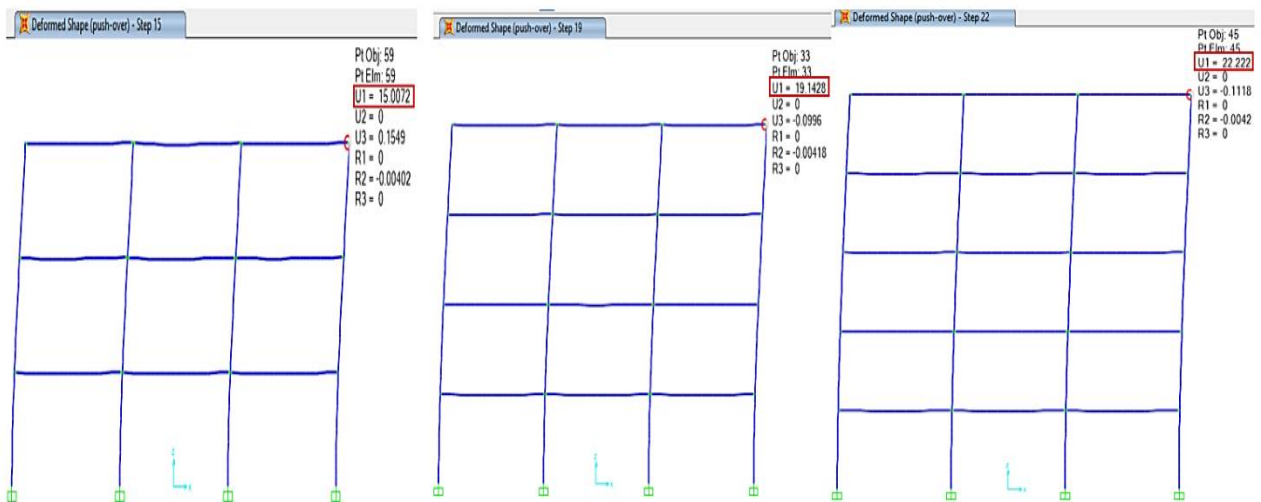 Deformed Shape (push-over) - Step 15
Pt Obj: 59
Pt Elm: 59
U1 = 15.0072
U2 = 0
U3 = 0.1549
R1 = 0
R2 = -0.00402
R3 = 0
Deformed Shape (push-over) - Step 19
Pt Obj: 33
Pt Elm: 33
U1 = 19.1428
U2 = 0
U3 = -0.0996
R1 = 0
R2 = -0.00418
R3 = 0
Deformed Shape (push-over) - Step 22
Pt Obj: 45
Pt Elm: 45
U1 = 22.222
U2 = 0
U3 = -0.1118
R1 = 0
R2 = -0.0042
R3 = 0